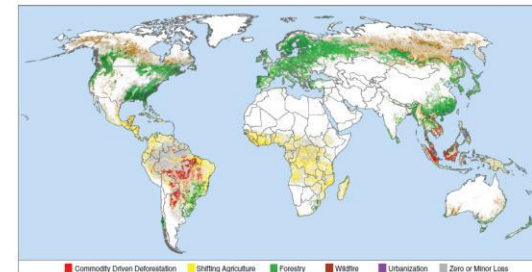 Commodity Driven Deforestation Shifting Agriculture Forestry Wildfire Urbanization Zero or Minor Loss